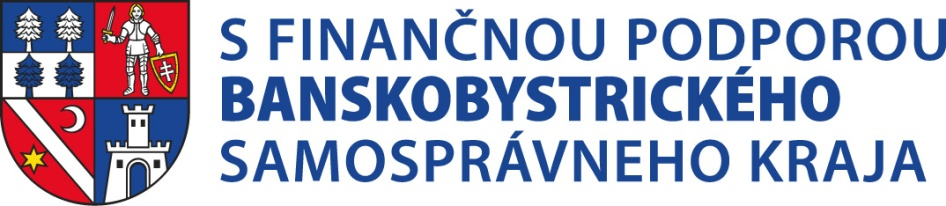 S FINANČNOU PODPOROU
BANSKOBYSTRICKÉHO
SAMOSPRÁVNEHO KRAJA